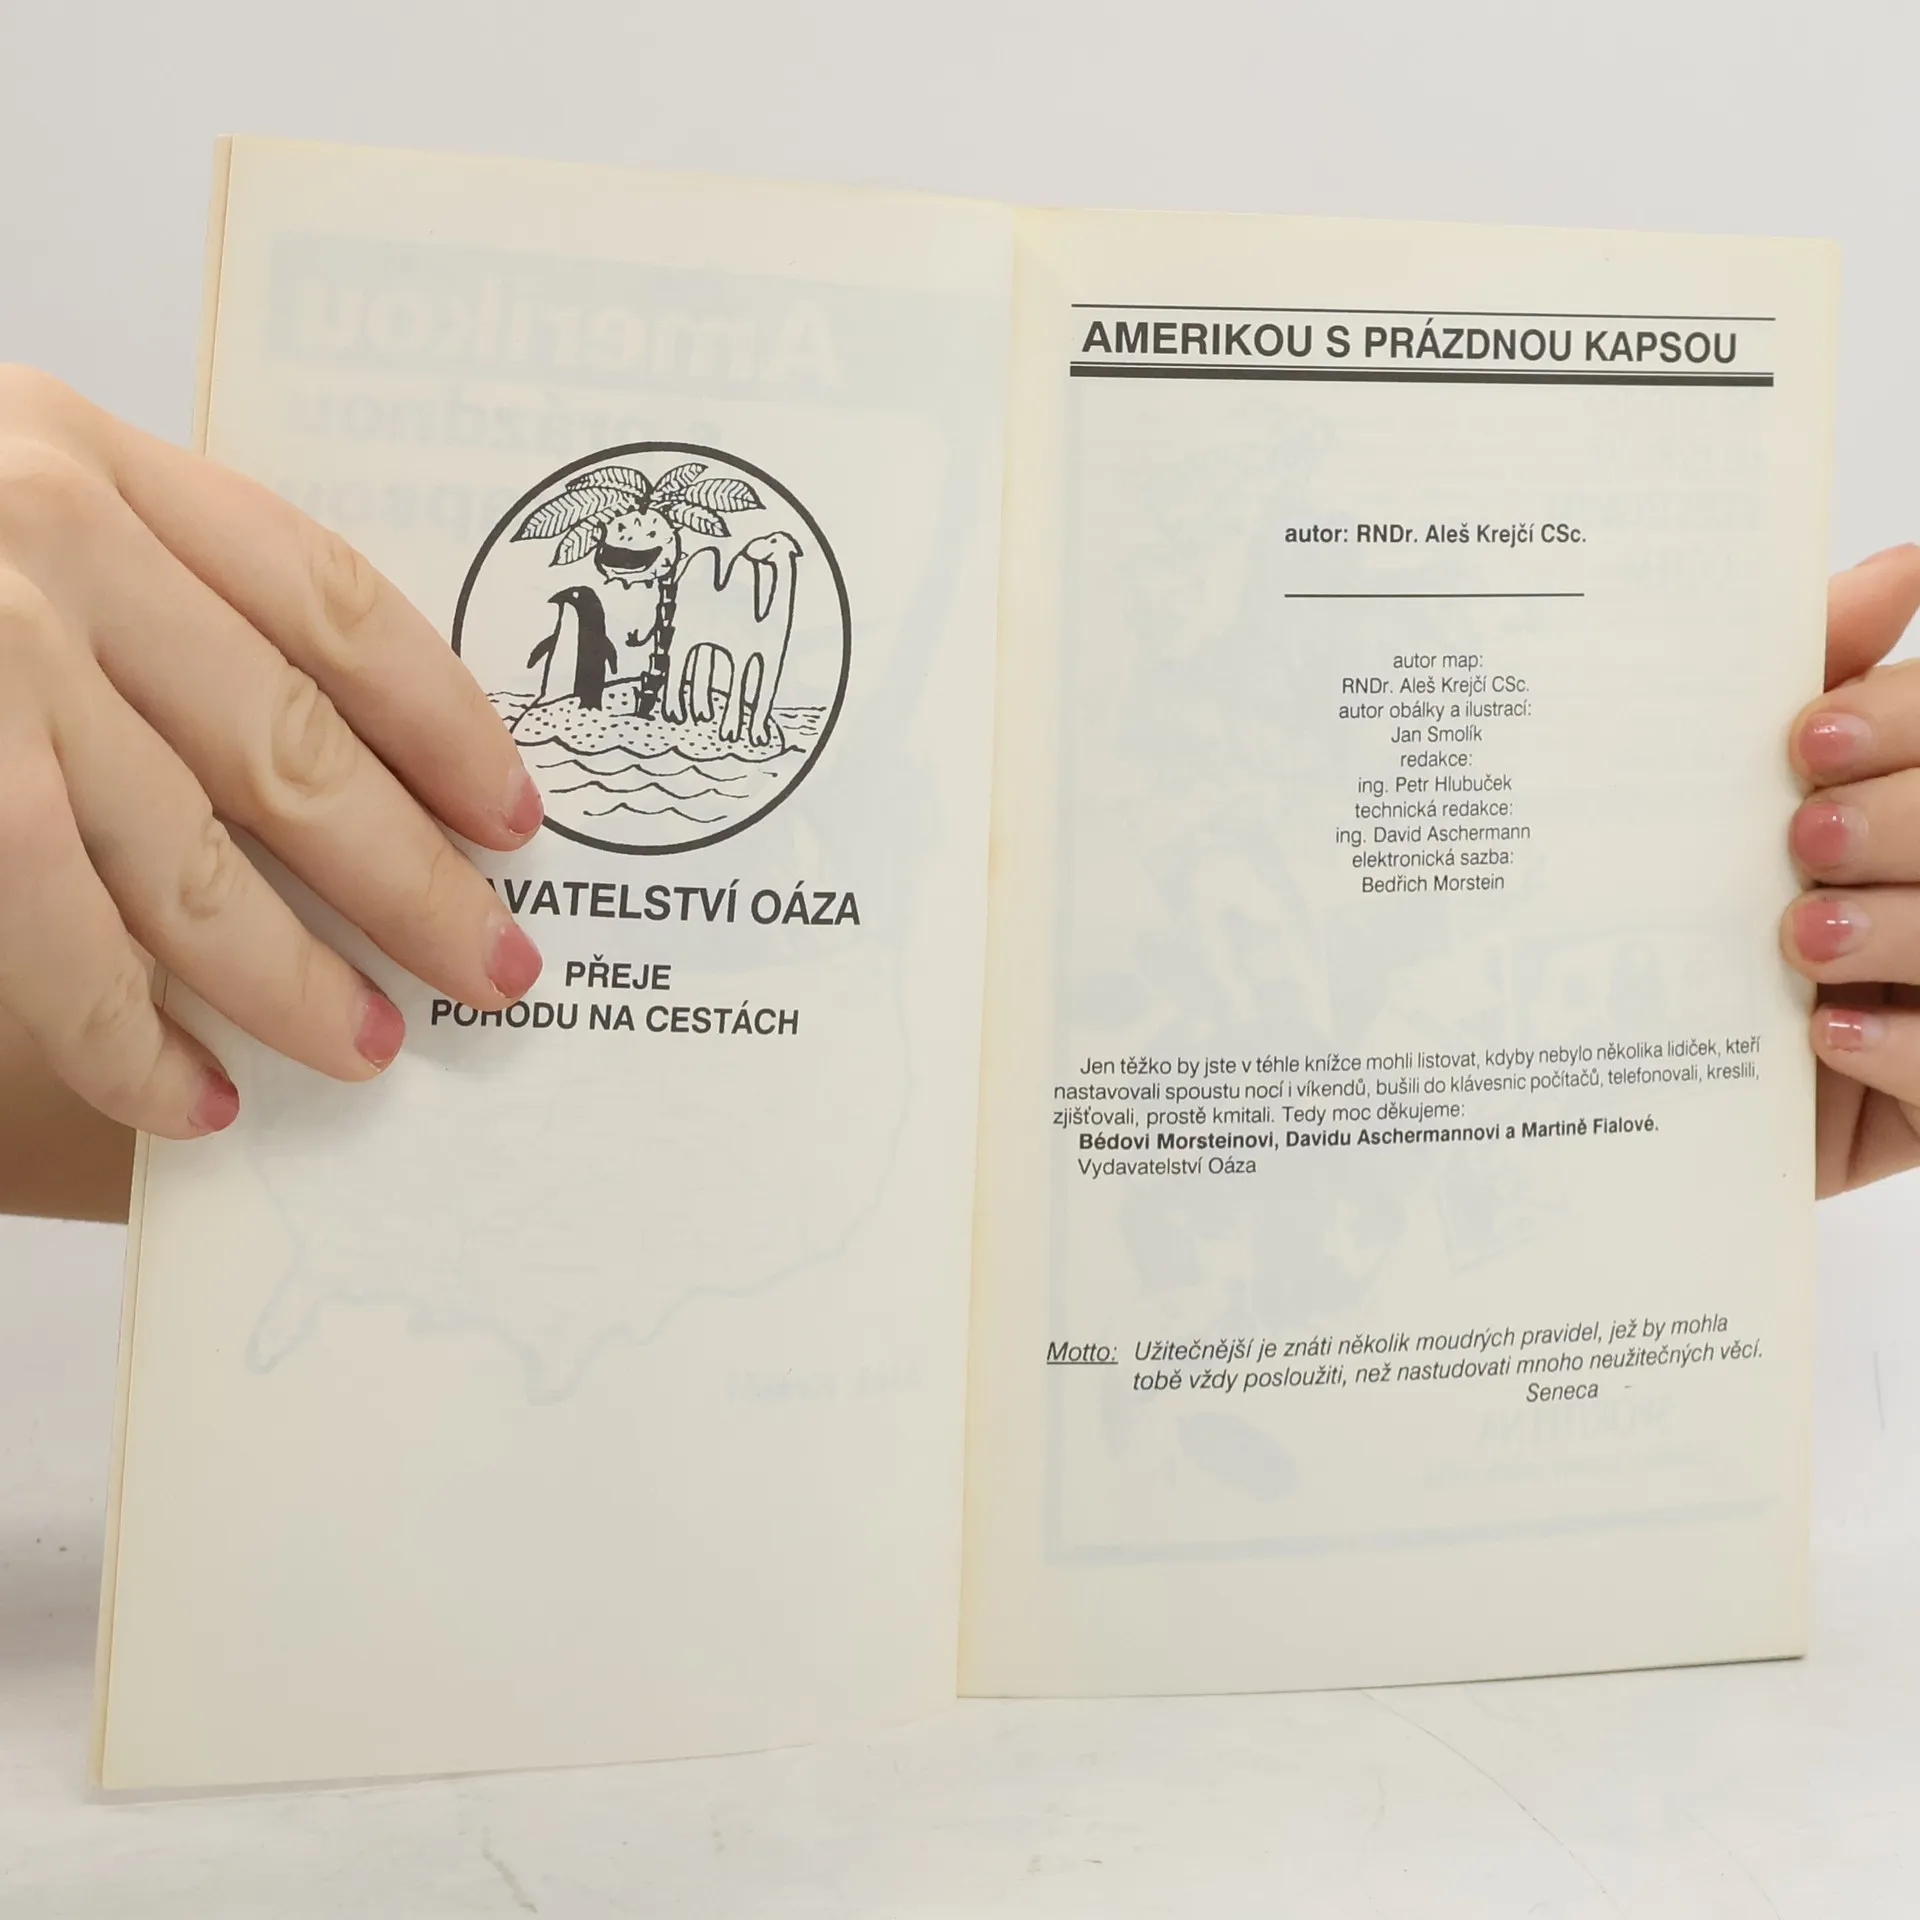 AVATELSTVÍ OÁZA
PŘEJE
POHODU NA CESTÁCH
AMERIKOU S PRÁZDNOU KAPSOU
autor: RNDr. Aleš Krejčí CSc.
autor map:
RNDr. Aleš Krejčí CSc.
autor obálky a ilustrací:
Jan Smolík
redakce:
ing. Petr Hlubuček
technická redakce:
ing. David Aschermann
elektronická sazba:
Bedřich Morstein
Jen těžko by jste v téhle knížce mohli listovat, kdyby nebylo několika lidiček, kteří
nastavovali spoustu nocí i víkendů, bušili do klávesnic počítačů, telefonovali, kreslili,
zjišťovali, prostě kmitali. Tedy moc děkujeme:
Bédovi Morsteinovi, Davidu Aschermannovi a Martině Fialové.
Vydavatelství Oáza
Motto: Užitečnější je znáti několik moudrých pravidel, jež by mohla
tobě vždy posloužiti, než nastudovati mnoho neužitečných věcí.
Seneca